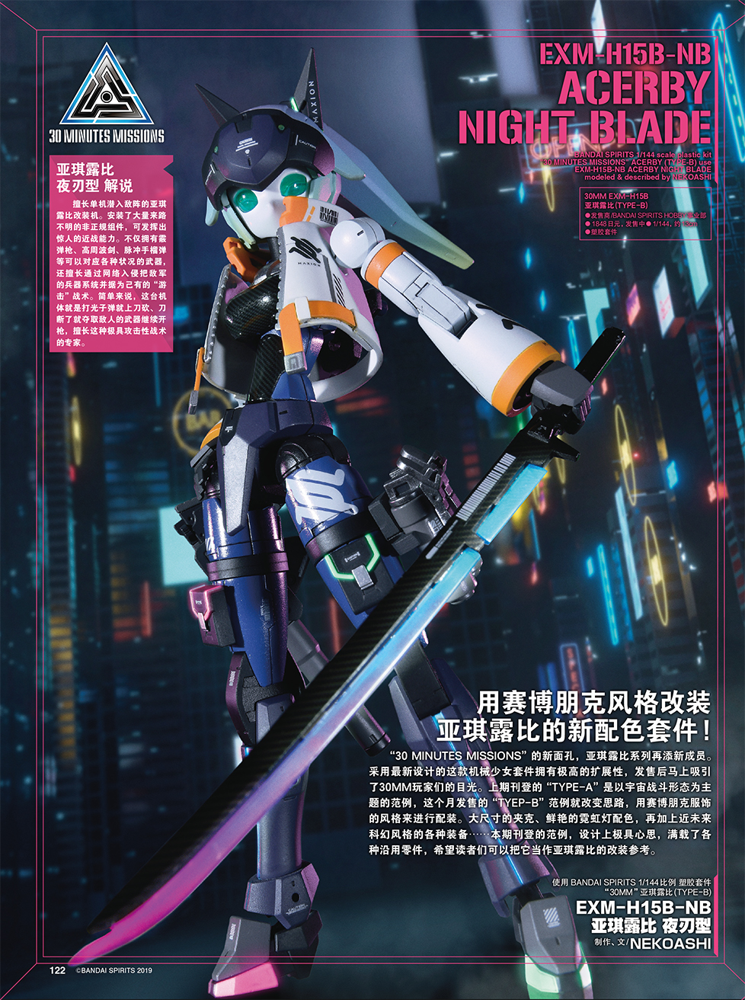 EXM-H15B-NB
ACERBY
NIGHT BLADE
BANDAI SPIRITS 1/144 scale plastic kit
"30 MINUTES MISSIONS" ACERBY (TYPE-B) use
EXM-H15B-NB ACERBY NIGHT BLADE
modeled & described by NEKOASHI
30MM EXM-H15B
亚琪露比(TYPE-B)
●发售商/BANDAI SPIRITS HOBBY事业部
●1848日元，发售中●1/144，约13cm
●塑胶套件
30 MINUTES MISSIONS
亚琪露比
夜刃型 解说
擅长单机潜入敌阵的亚琪
露比改装机。安装了大量来路
不明的非正规组件，可发挥出
惊人的近战能力。不仅拥有霰
弹枪、高周波剑、脉冲手榴弹
等可以对应各种状况的武器，
还擅长通过网络入侵把敌军
的兵器系统并据为己有的“游
击”战术。简单来说，这台机
体就是打光子弹就上刀砍、刀
断了就夺取敌人的武器继续开
枪，擅长这种极具攻击性战术
的专家。
MAXION
CAUTION
CAUTION
MAXION
OPEN
BAR
用赛博朋克风格改装
亚琪露比的新配色套件！
“30 MINUTES MISSIONS”的新面孔，亚琪露比系列再添新成员。
采用最新设计的这款机械少女套件拥有极高的扩展性，发售后马上吸引
了30MM玩家们的目光。上期刊登的“TYPE-A”是以宇宙战斗形态为主
题的范例，这个月发售的“TYEP-B”范例就改变思路，用赛博朋克服饰
的风格来进行配装。大尺寸的夹克、鲜艳的霓虹灯配色，再加上近未来
科幻风格的各种装备……本期刊登的范例，设计上极具心思，满载了各
种沿用零件，希望读者们可以把它当作亚琪露比的改装参考。
使用 BANDAI SPIRITS 1/144比例 塑胶套件
“30MM”亚琪露比(TYPE-B)
EXM-H15B-NB
亚琪露比 夜刃型
制作、文/NEKOASHI
CAUTION
122 ©BANDAI SPIRITS 2019